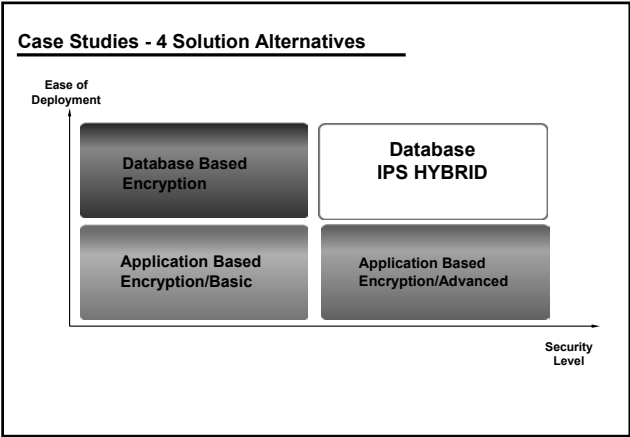 Case Studies - 4 Solution Alternatives
Ease of
Deployment
Database Based
Encryption
Database
IPS HYBRID
Application Based
Encryption/Basic
Application Based
Encryption/Advanced
Security
Level